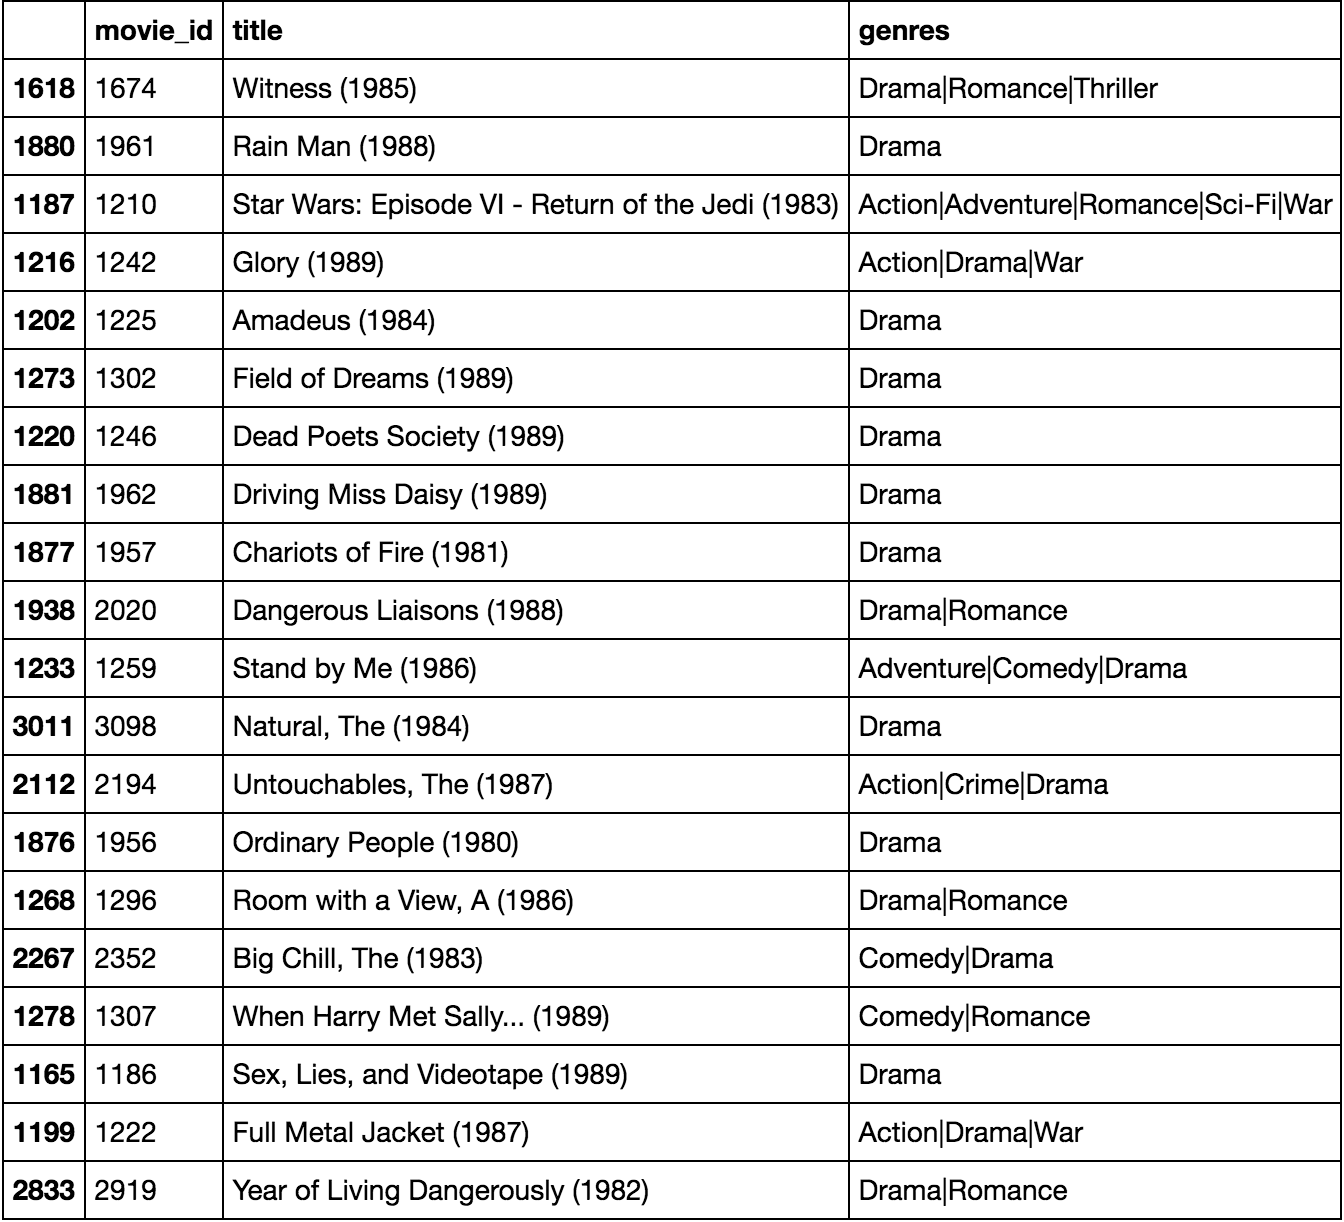 movie_id title genres
1618 1674 Witness (1985) Drama|Romance|Thriller
1880 1961 Rain Man (1988) Drama
1187 1210 Star Wars: Episode VI - Return of the Jedi (1983) Action|Adventure|Romance|Sci-Fi|War
1216 1242 Glory (1989) Action|Drama|War
1202 1225 Amadeus (1984) Drama
1273 1302 Field of Dreams (1989) Drama
1220 1246 Dead Poets Society (1989) Drama
1881 1962 Driving Miss Daisy (1989) Drama
1877 1957 Chariots of Fire (1981) Drama
1938 2020 Dangerous Liaisons (1988) Drama|Romance
1233 1259 Stand by Me (1986) Adventure|Comedy|Drama
3011 3098 Natural, The (1984) Drama
2112 2194 Untouchables, The (1987) Action|Crime|Drama
1876 1956 Ordinary People (1980) Drama
1268 1296 Room with a View, A (1986) Drama|Romance
2267 2352 Big Chill, The (1983) Comedy|Drama
1278 1307 When Harry Met Sally... (1989) Comedy|Romance
1165 1186 Sex, Lies, and Videotape (1989) Drama
1199 1222 Full Metal Jacket (1987) Action|Drama|War
2833 2919 Year of Living Dangerously (1982) Drama|Romance